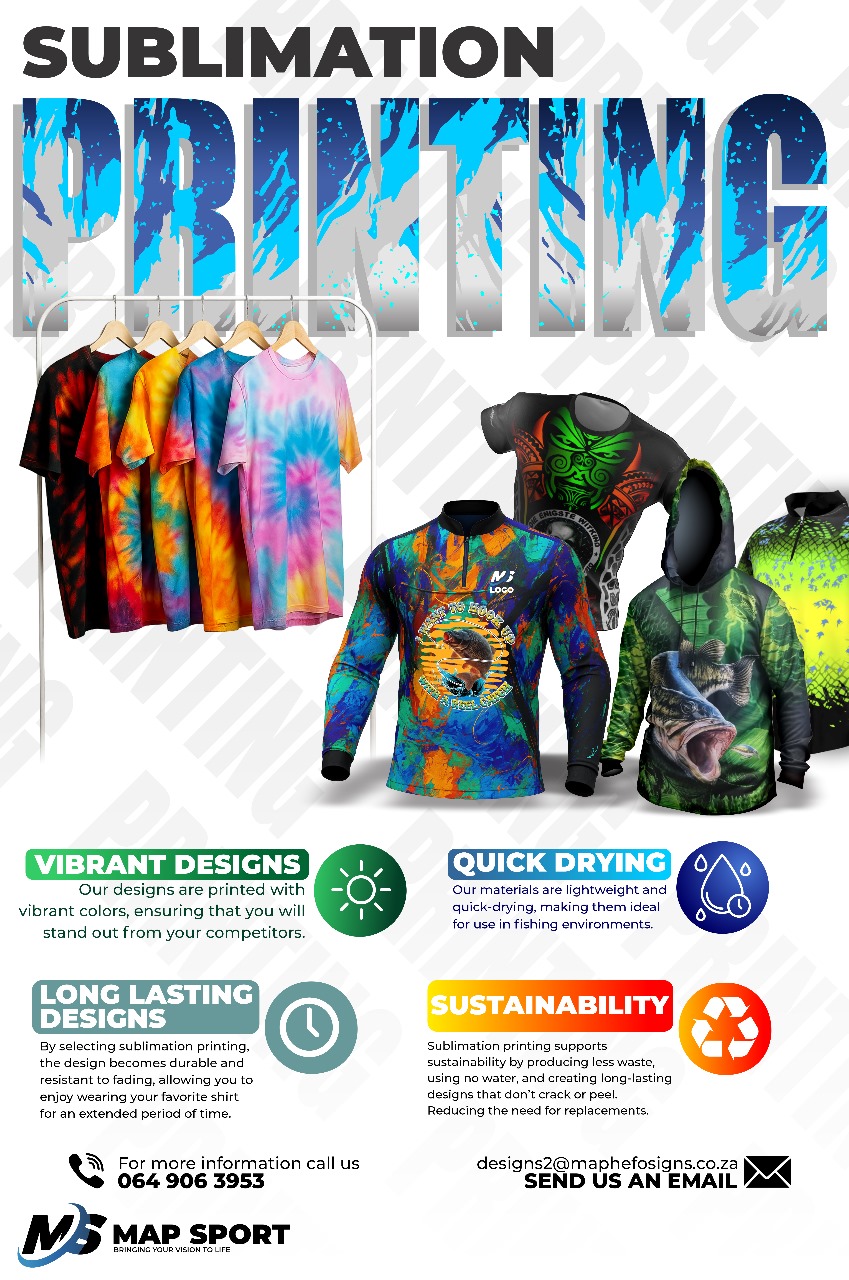 SUBLIMATION
PRINTING
MS
LOGO
VIBRANT DESIGNS
Our designs are printed with
vibrant colors, ensuring that you will
stand out from your competitors.
QUICK DRYING
Our materials are lightweight and
quick-drying, making them ideal
for use in fishing environments.
LONG LASTING
DESIGNS
By selecting sublimation printing,
the design becomes durable and
resistant to fading, allowing you to
enjoy wearing your favorite shirt
for an extended period of time.
SUSTAINABILITY
Sublimation printing supports
sustainability by producing less waste,
using no water, and creating long-lasting
designs that don't crack or peel.
Reducing the need for replacements.
For more information call us
064 906 3953
designs2@maphefosigns.co.za
SEND US AN EMAIL
MS MAP SPORT
BRINGING YOUR VISION TO LIFE